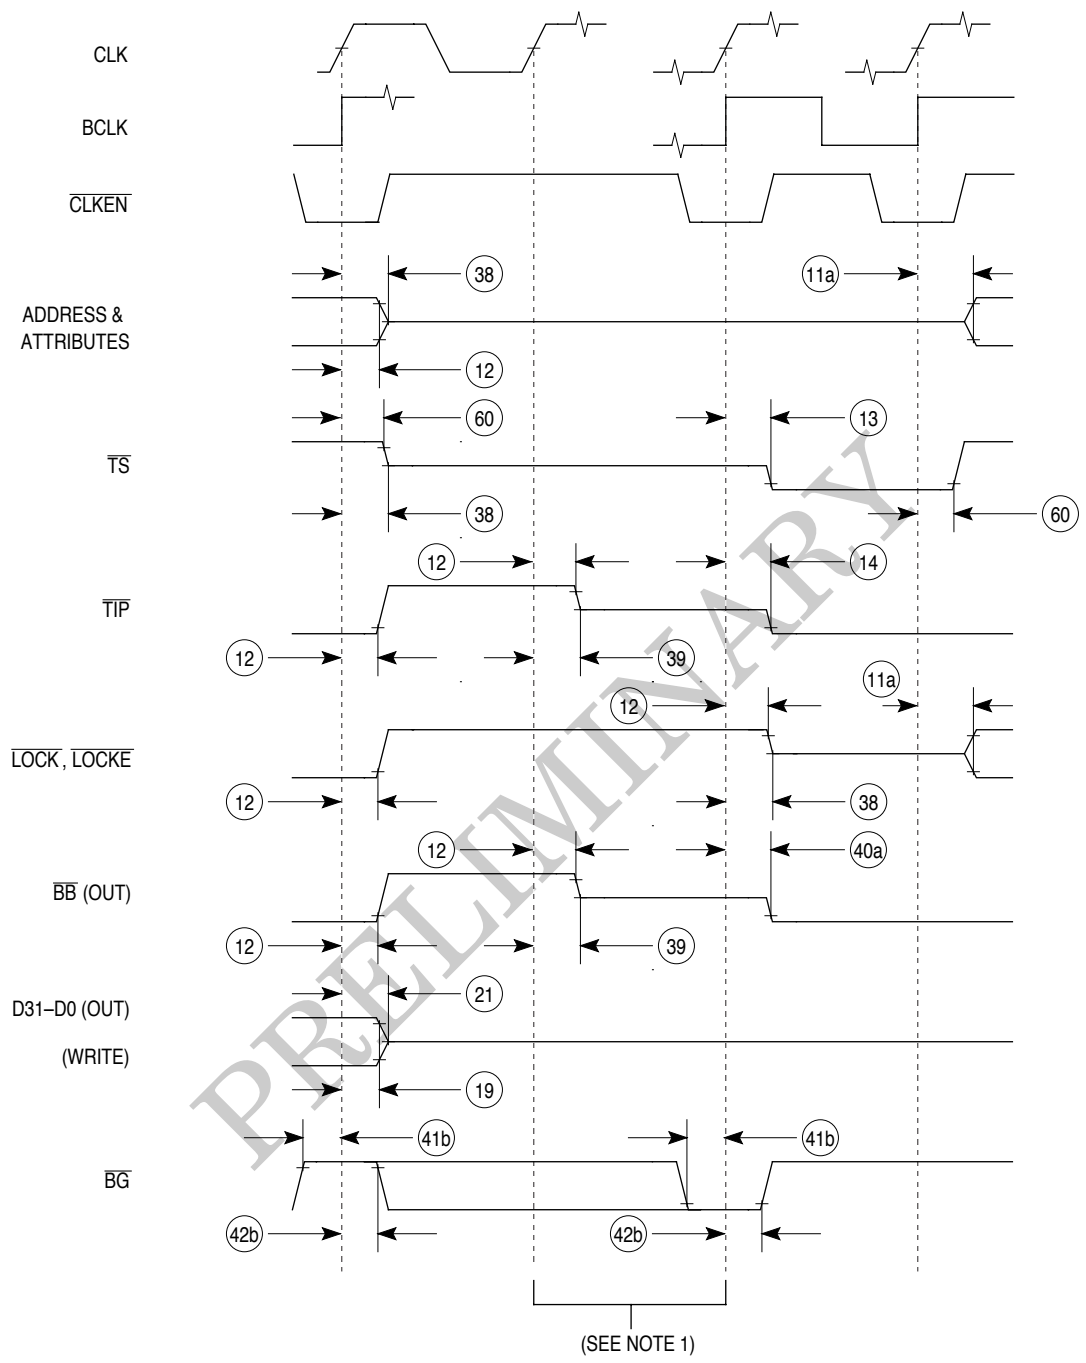 CLK
BCLK
CLKEN
38
11a
ADDRESS &
ATTRIBUTES
12
60
13
TS
38
60
12
14
TIP
12
39
11a
12
LOCK, LOCKE
12
38
12
40a
BB (OUT)
12
39
D31–D0 (OUT)
21
(WRITE)
19
41b
41b
BG
42b
42b
(SEE NOTE 1)
PRELIMINARY